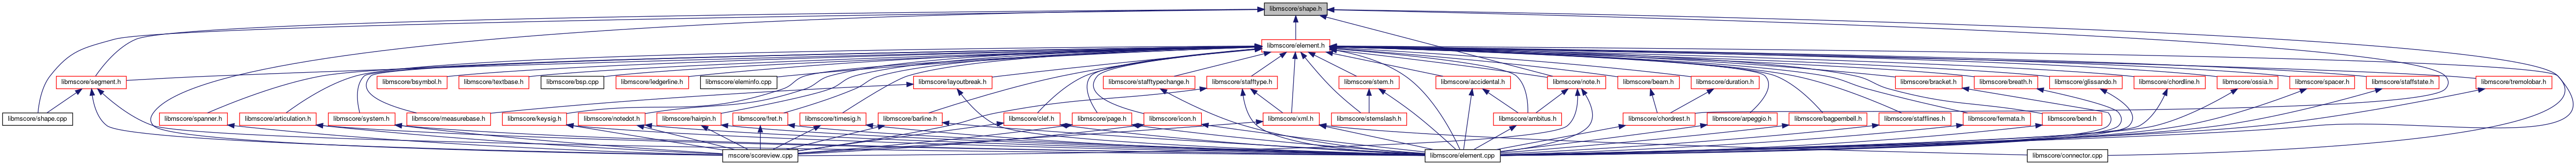 libmscore/shape.h
libmscore/element.h
libmscore/segment.h
libmscore/bsymbol.h
libmscore/textbase.h
libmscore/bsp.cpp
libmscore/ledgerline.h
libmscore/eleminfo.cpp
libmscore/layoutbreak.h
libmscore/stafftypechange.h
libmscore/stafftype.h
libmscore/stem.h
libmscore/accidental.h
libmscore/note.h
libmscore/beam.h
libmscore/duration.h
libmscore/bracket.h
libmscore/breath.h
libmscore/glissando.h
libmscore/chordline.h
libmscore/ossia.h
libmscore/spacer.h
libmscore/staffstate.h
libmscore/tremolobar.h
libmscore/shape.cpp
libmscore/spanner.h
libmscore/articulation.h
libmscore/system.h
libmscore/measurebase.h
libmscore/keysig.h
libmscore/notedot.h
libmscore/hairpin.h
libmscore/fret.h
libmscore/timesig.h
libmscore/barline.h
libmscore/clef.h
libmscore/page.h
libmscore/icon.h
libmscore/xml.h
libmscore/stemslash.h
libmscore/ambitus.h
libmscore/chordrest.h
libmscore/arpeggio.h
libmscore/bagpembell.h
libmscore/stafflines.h
libmscore/fermata.h
libmscore/bend.h
mscore/scoreview.cpp
libmscore/element.cpp
libmscore/connector.cpp